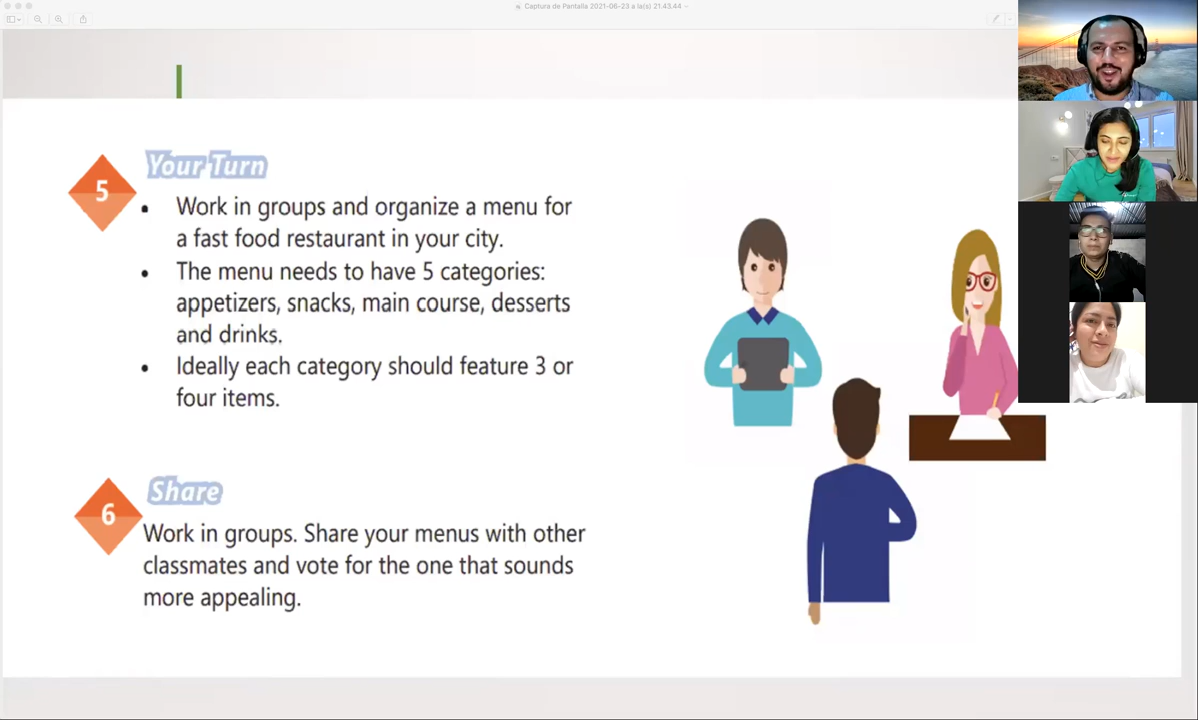 Captura de Pantalla 2021-06-23 a la(s) 21.43.44
5
Your Turn
• Work in groups and organize a menu for
a fast food restaurant in your city.
• The menu needs to have 5 categories:
appetizers, snacks, main course, desserts
and drinks.
• Ideally each category should feature 3 or
four items.
6
Share
Work in groups. Share your menus with other
classmates and vote for the one that sounds
more appealing.